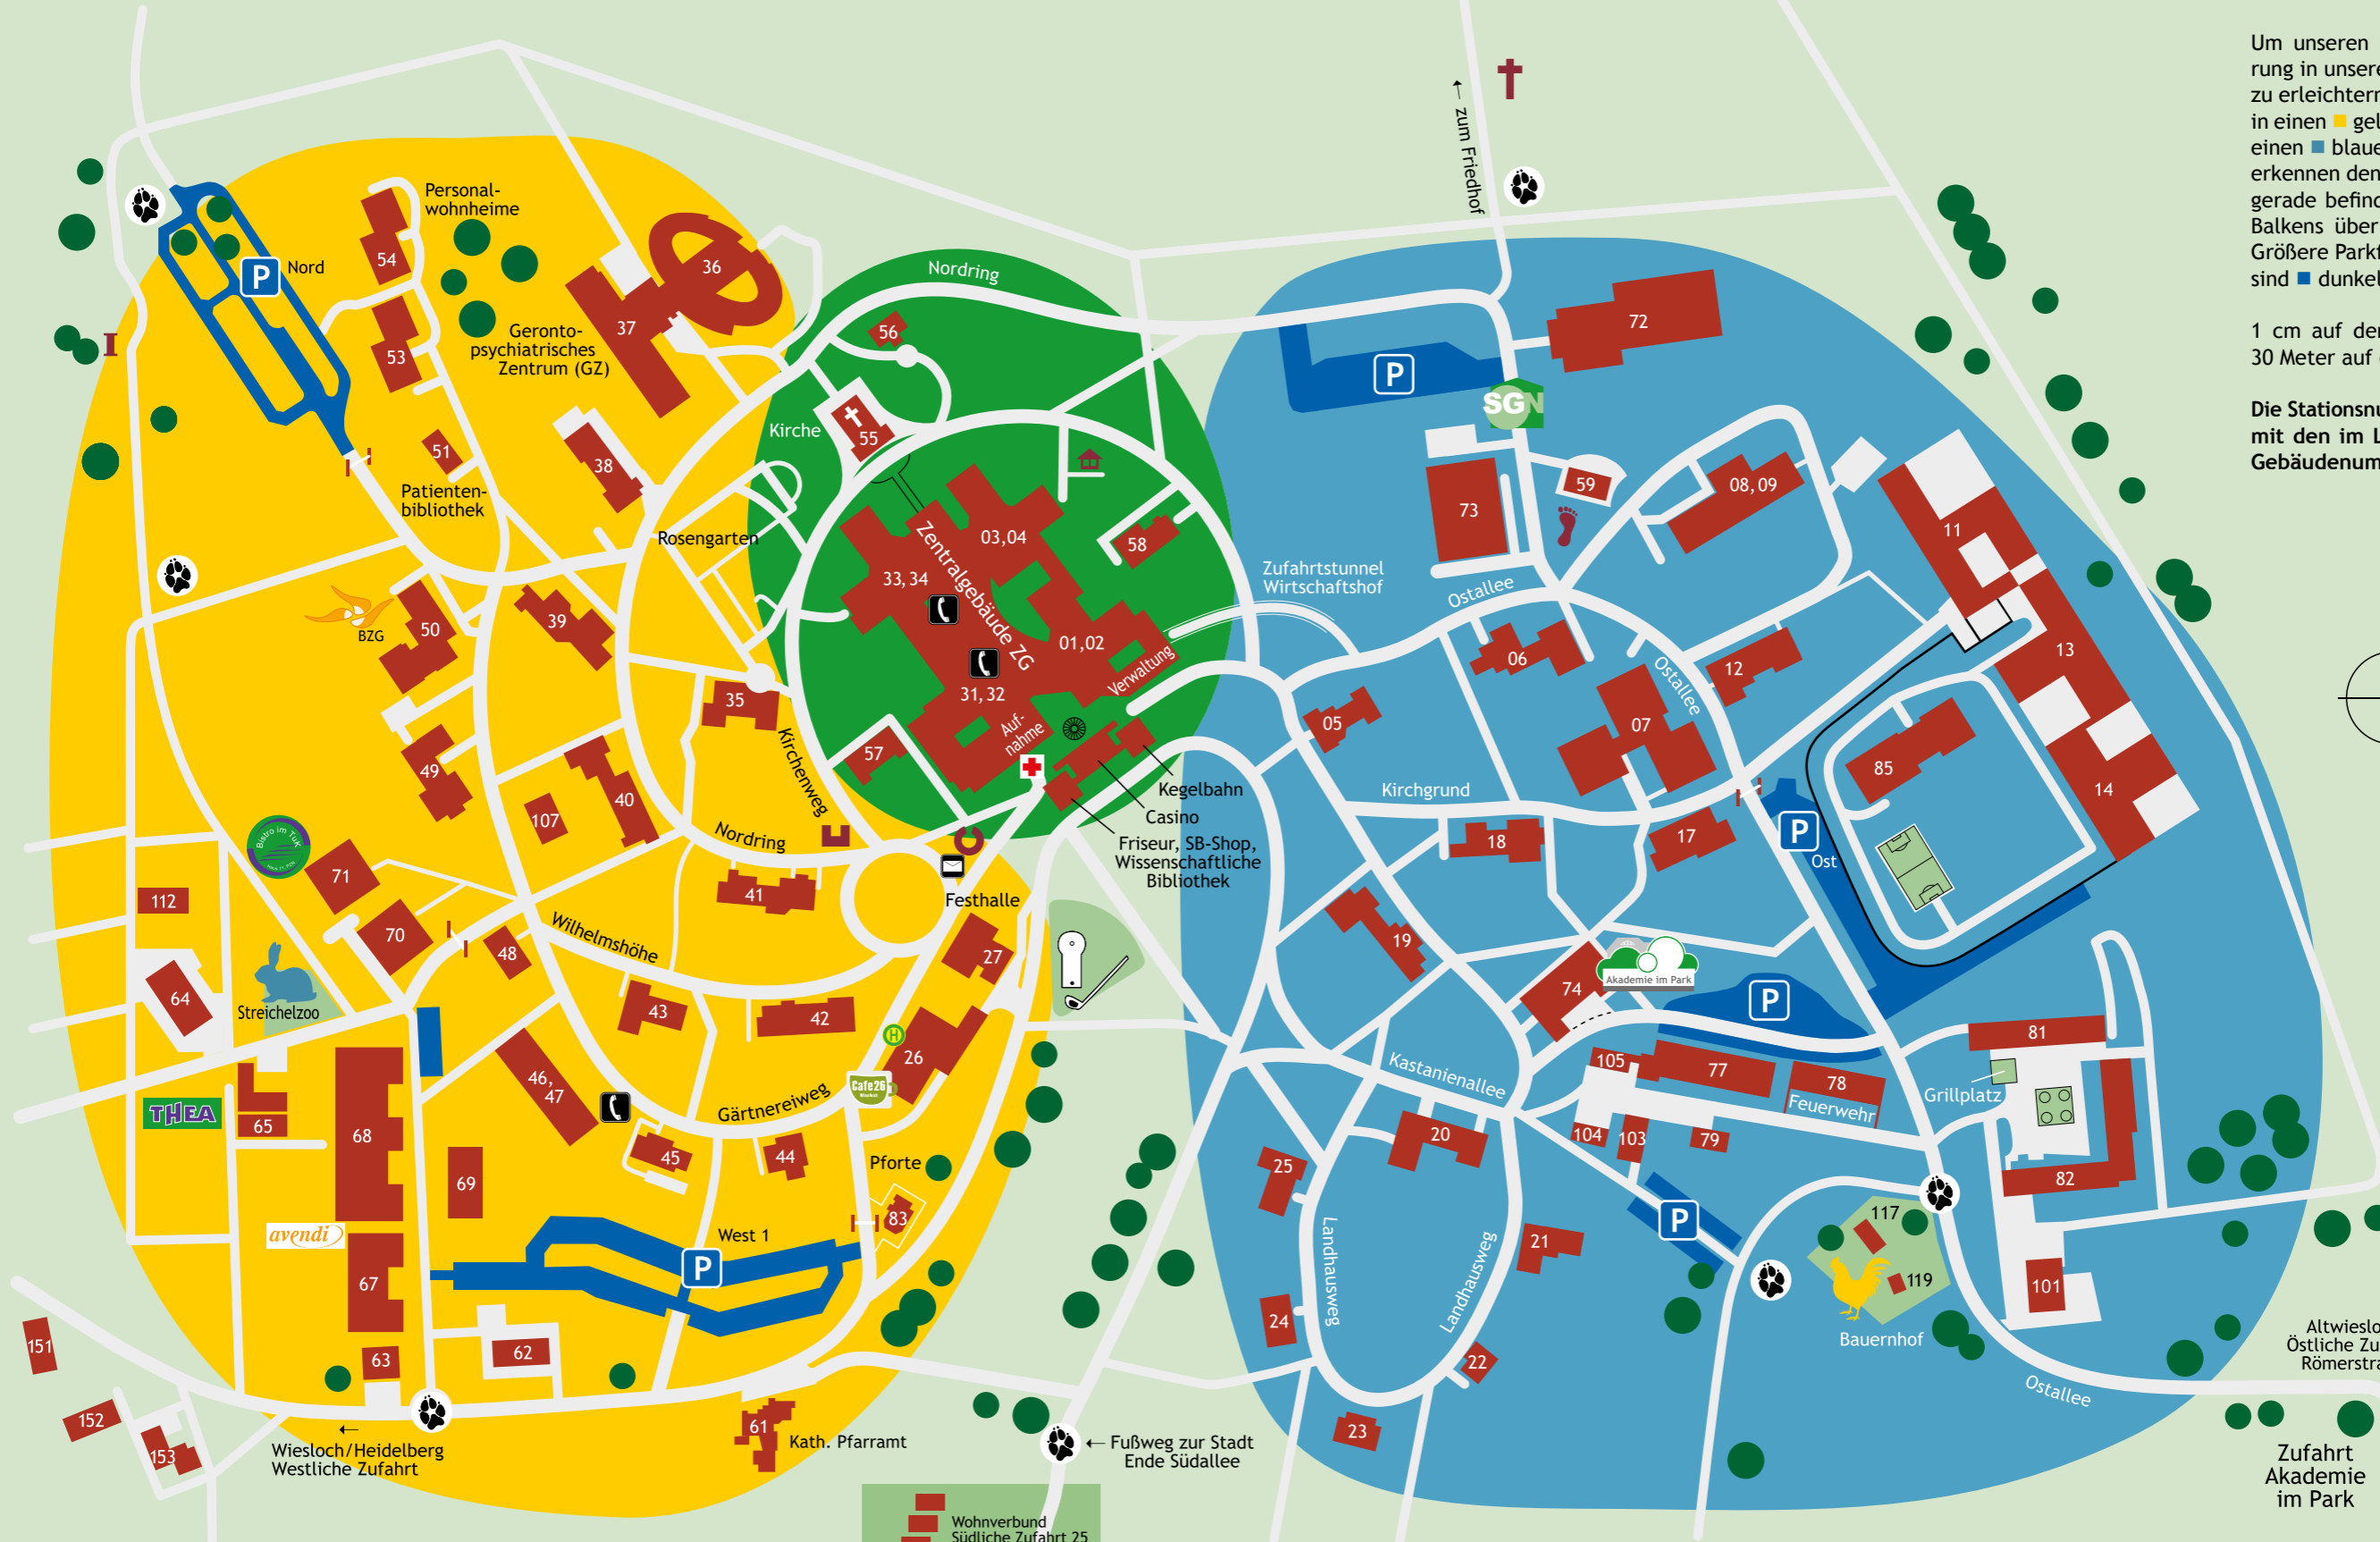 Um unseren
rung in unsere
zu erleichter
in einen gel
einen blaue
erkennen den
gerade befind
Balkens über
Größere Park
sind dunkel
1 cm auf der
30 Meter auf
Die Stationsnu
mit den im L
Gebäudenum
← zum Friedhof
Nordring
Personal-
wohnheime
54
P Nord
36
37
Geronto-
psychiatrisches
Zentrum (GZ)
53
56
72
P
SGN
Kirche
55
51
38
Patienten-
bibliothek
Rosengarten
03,04
58
73
59
08,09
11
33,34
Zentralgebäude ZG
01,02
Verwaltung
31,32
Auf-
nahme
Zufahrtstunnel
Wirtschaftshof
Ostallee
06
12
13
Ostallee
BZG
50
39
35
Kirchenweg
57
05
07
85
14
49
40
107
Kegelbahn
Casino
Friseur, SB-Shop,
Wissenschaftliche
Bibliothek
Kirchgrund
18
17
P
Ost
Nordring
Bistro im TuK
71
112
41
Festhalle
70
48
Wilhelmshöhe
27
19
64
Streichelzoo
43
42
H
26
Cafe26
74
Akademie im Park
P
81
46,
47
Gärtnereiweg
105
77
78
Feuerwehr
Kastanienallee
Grillplatz
THEA
65
68
45
44
Pforte
20
104
103
79
82
69
83
25
P
117
avendi
West 1
P
67
21
119
101
Landhausweg
Landhausweg
24
Bauernhof
151
63
62
22
Altwieslo
Östliche Zu
Römerstra
Ostallee
152
153
←
Wiesloch/Heidelberg
Westliche Zufahrt
61
Kath. Pfarramt
← Fußweg zur Stadt
Ende Südallee
23
Zufahrt
Akademie
im Park
Wohnverbund
Südliche Zufahrt 25